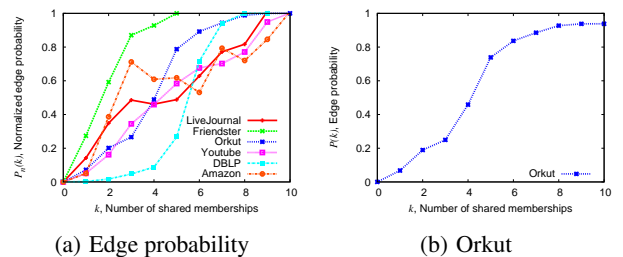 1
0.8
0.6
0.4
0.2
0
0 2 4 6 8 10
Pn(k), Normalized edge probability
k, Number of shared memberships
LiveJournal
Friendster
Orkut
Youtube
DBLP
Amazon
(a) Edge probability
1
0.8
0.6
0.4
0.2
0
0 2 4 6 8 10
P(k), Edge probability
k, Number of shared memberships
Orkut
(b) Orkut